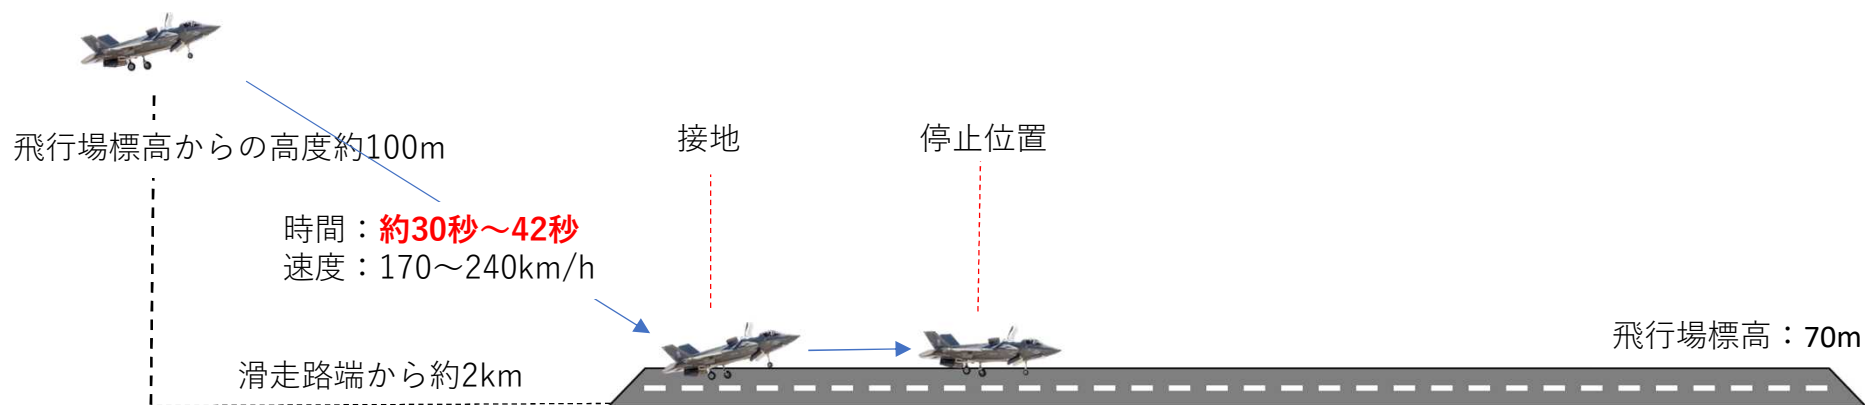 飛行場標高からの高度約100m
接地
停止位置
時間：約30秒～42秒
速度：170～240km/h
飛行場標高：70m
滑走路端から約2km